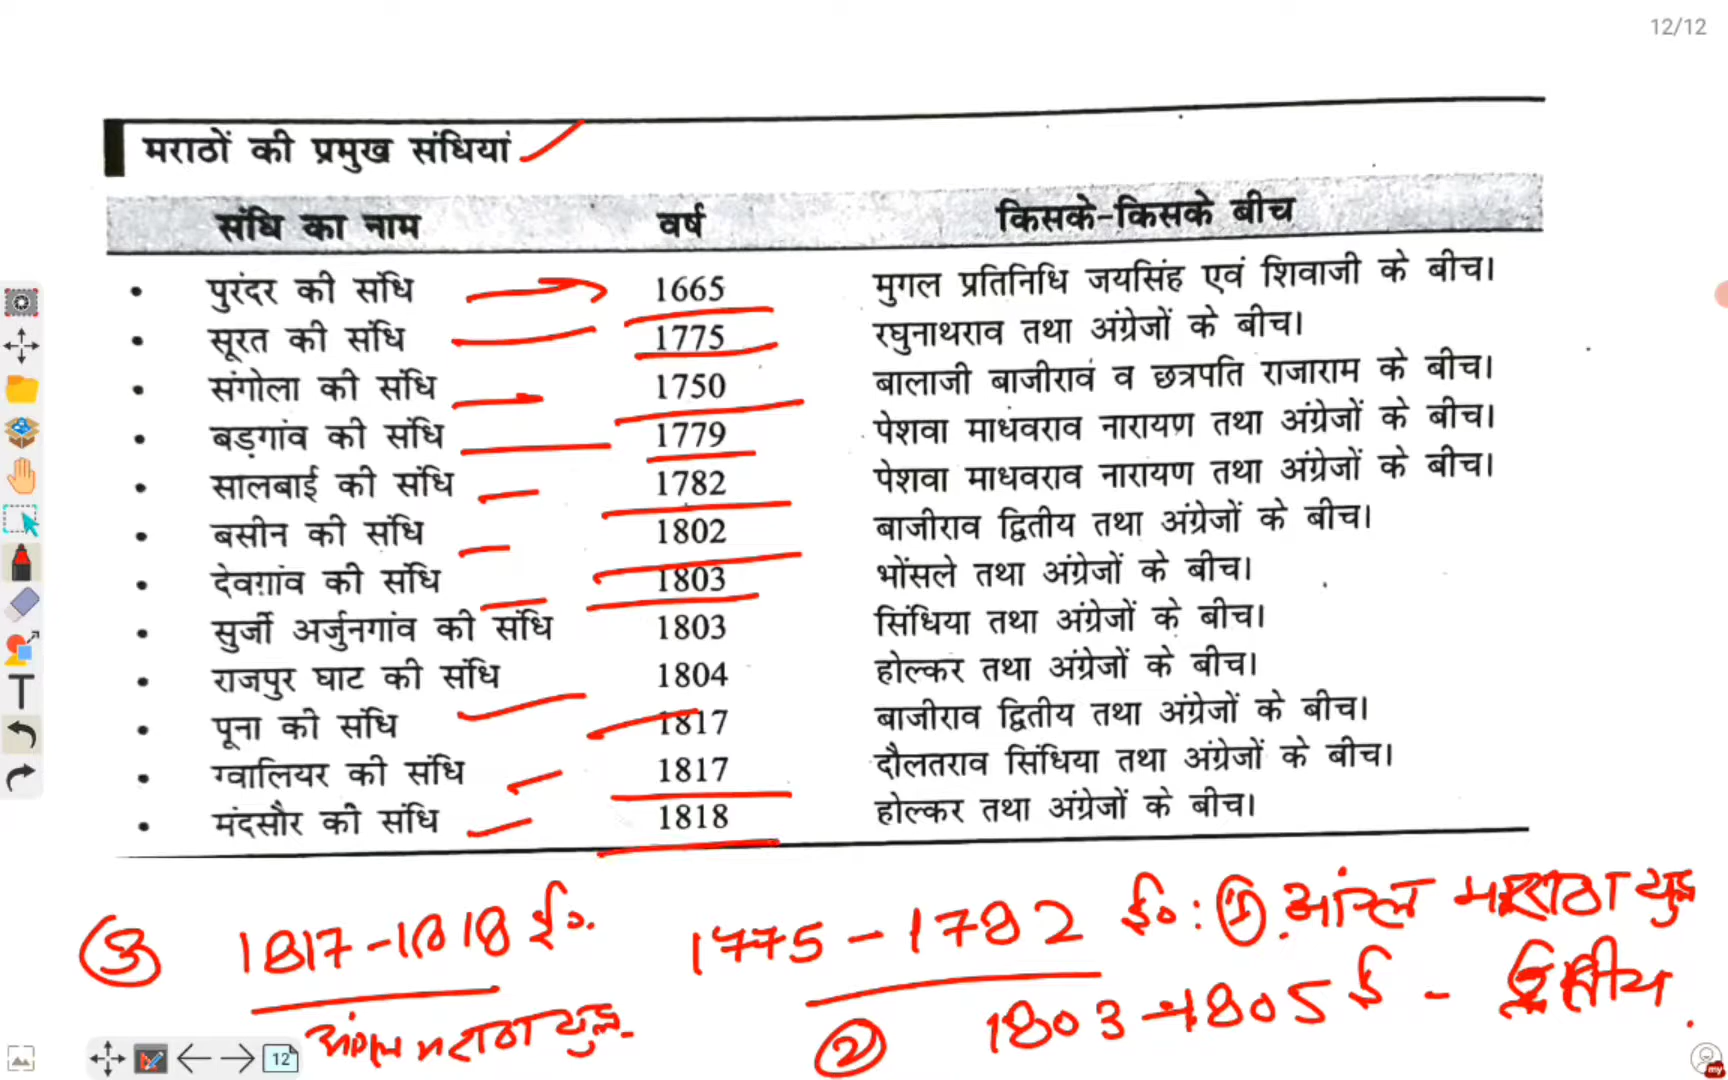 12/12
मराठों की प्रमुख संधियां
संधि का नाम वर्ष किसके-किसके बीच
• पुरंदर की संधि 1665 मुगल प्रतिनिधि जयसिंह एवं शिवाजी के बीच।
• सूरत की संधि 1775 रघुनाथराव तथा अंग्रेजों के बीच।
• संगोला की संधि 1750 बालाजी बाजीराव व छत्रपति राजाराम के बीच।
• बड़गांव की संधि 1779 पेशवा माधवराव नारायण तथा अंग्रेजों के बीच।
• सालबाई की संधि 1782 पेशवा माधवराव नारायण तथा अंग्रेजों के बीच।
• बसीन की संधि 1802 बाजीराव द्वितीय तथा अंग्रेजों के बीच।
• देवगांव की संधि 1803 भोंसले तथा अंग्रेजों के बीच।
• सुर्जी अर्जुनगांव की संधि 1803 सिंधिया तथा अंग्रेजों के बीच।
• राजपुर घाट की संधि 1804 होल्कर तथा अंग्रेजों के बीच।
• पूना की संधि 1817 बाजीराव द्वितीय तथा अंग्रेजों के बीच।
• ग्वालियर की संधि 1817 दौलतराव सिंधिया तथा अंग्रेजों के बीच।
• मंदसौर की संधि 1818 होल्कर तथा अंग्रेजों के बीच।
1775 - 1782 ई० : ① आंग्ल मराठा युद्ध
③ 1817-1818 ई०.
② 1803-1805 ई - द्वितीय
आंग्ल मराठा युद्ध
T
12
my